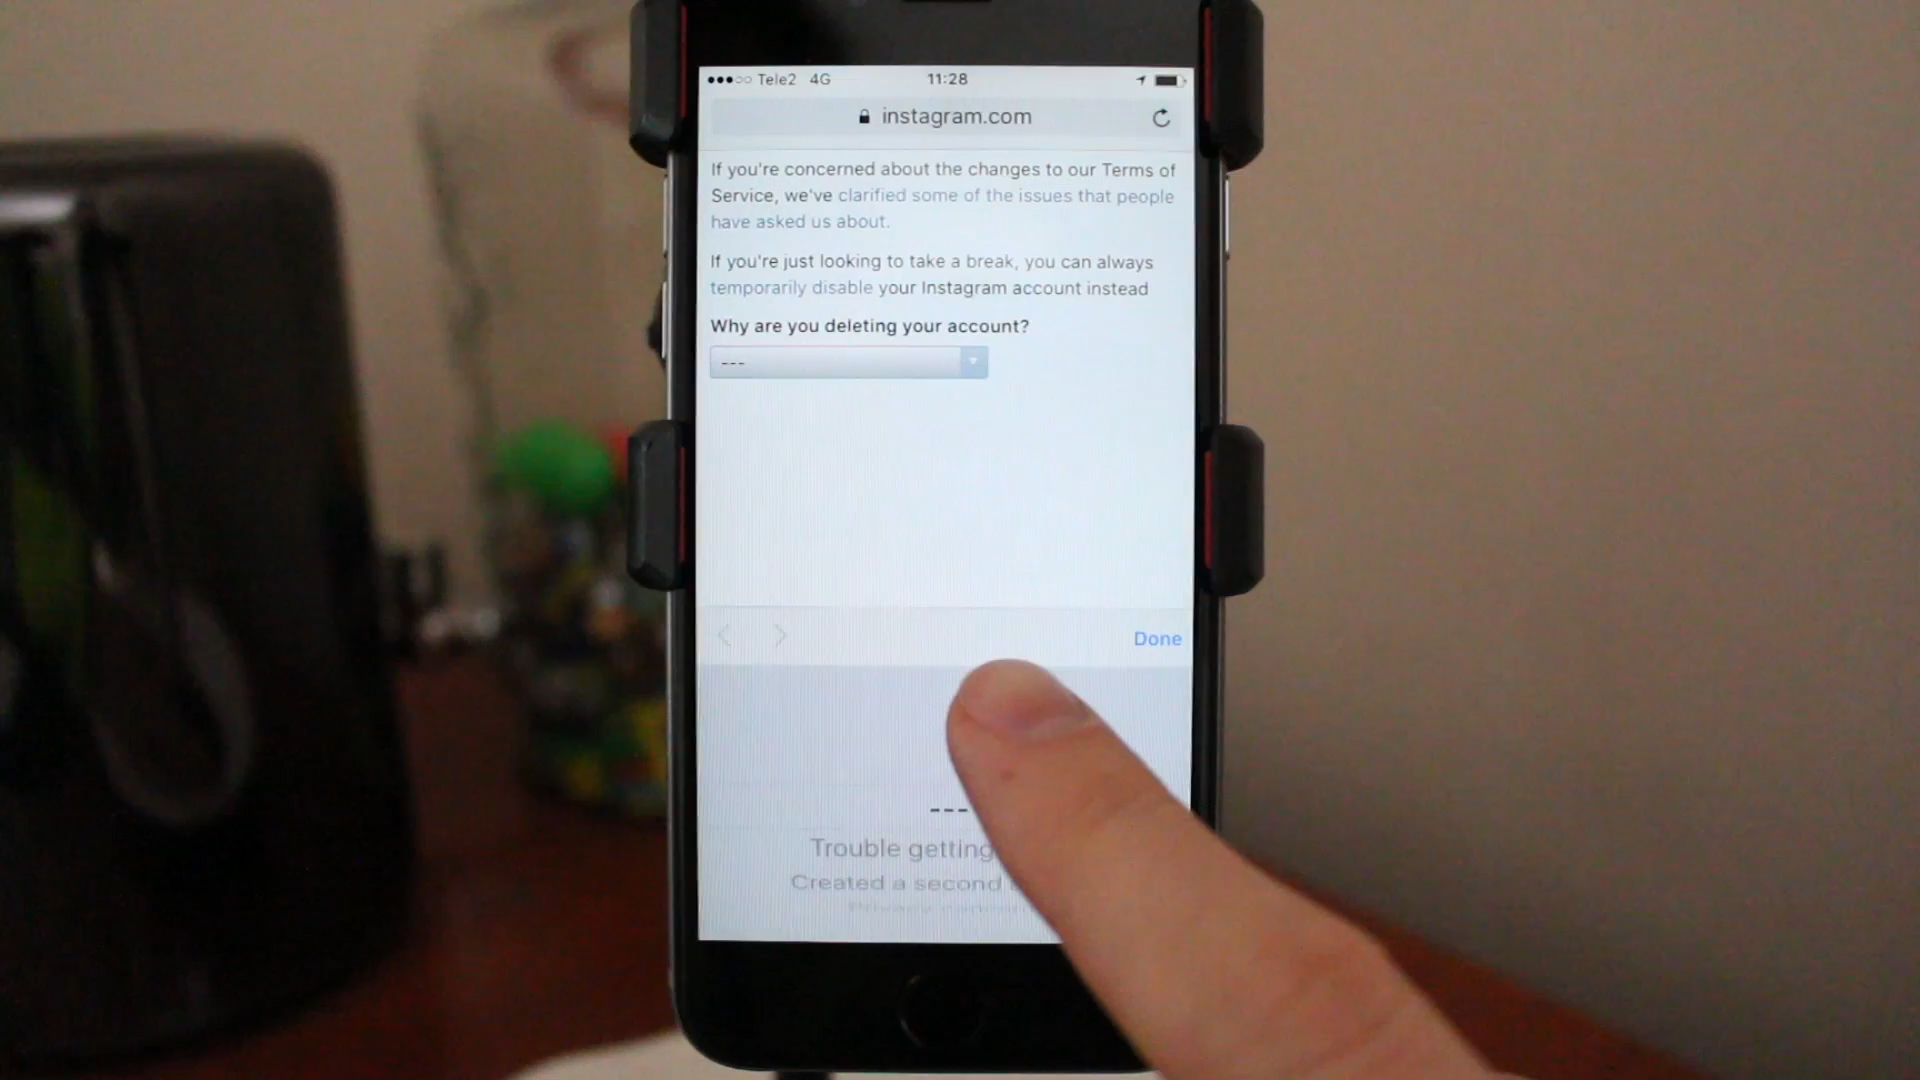 Tele2 4G 11:28
instagram.com
If you're concerned about the changes to our Terms of
Service, we've clarified some of the issues that people
have asked us about.
If you're just looking to take a break, you can always
temporarily disable your Instagram account instead
Why are you deleting your account?
---
Done
---
Trouble getting
Created a second
Privacy